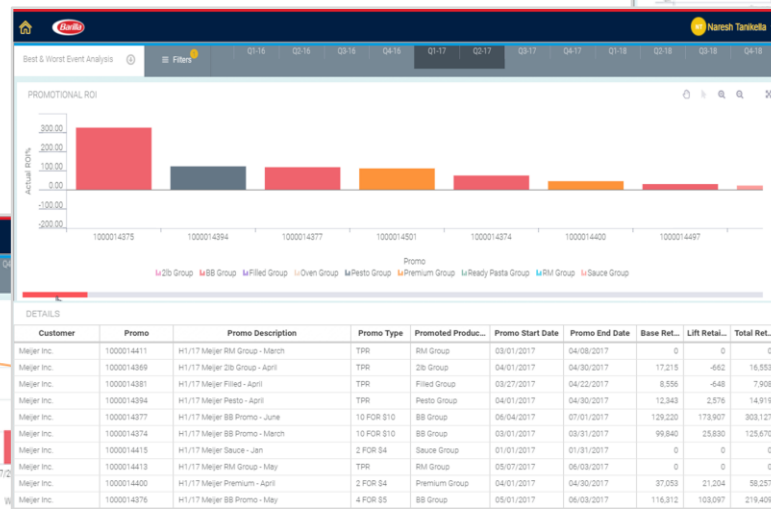 Barilla
NT Naresh Tanikella
Best & Worst Event Analysis Filters Q1-16 Q2-16 Q3-16 Q4-16 Q1-17 Q2-17 Q3-17 Q4-17 Q1-18 Q2-18 Q3-18 Q4-18
PROMOTIONAL ROI
Actual ROI%
300.00
200.00
100.00
0.00
-100.00
-200.00
1000014375 1000014394 1000014377 1000014501 1000014374 1000014400 1000014497
Promo
2lb Group BB Group Filled Group Oven Group Pesto Group Premium Group Ready Pasta Group RM Group Sauce Group
DETAILS
Customer Promo Promo Description Promo Type Promoted Produc... Promo Start Date Promo End Date Base Ret... Lift Retai... Total Ret...
Meijer Inc. 1000014411 H1/17 Meijer RM Group - March TPR RM Group 03/01/2017 04/08/2017 0 0 0
Meijer Inc. 1000014369 H1/17 Meijer 2lb Group - April TPR 2lb Group 04/01/2017 04/30/2017 17,215 -662 16,553
Meijer Inc. 1000014381 H1/17 Meijer Filled - April TPR Filled Group 03/27/2017 04/22/2017 8,556 -648 7,908
Meijer Inc. 1000014394 H1/17 Meijer Pesto - April TPR Pesto Group 04/01/2017 04/30/2017 12,343 2,576 14,919
Meijer Inc. 1000014377 H1/17 Meijer BB Promo - June 10 FOR $10 BB Group 06/04/2017 07/01/2017 129,220 173,907 303,127
Meijer Inc. 1000014374 H1/17 Meijer BB Promo - March 10 FOR $10 BB Group 03/01/2017 03/31/2017 99,840 25,830 125,670
Meijer Inc. 1000014415 H1/17 Meijer Sauce - Jan 2 FOR $4 Sauce Group 01/01/2017 01/31/2017 0 0 0
Meijer Inc. 1000014413 H1/17 Meijer RM Group - May TPR RM Group 05/07/2017 06/03/2017 0 0 0
Meijer Inc. 1000014400 H1/17 Meijer Premium - April 2 FOR $4 Premium Group 04/01/2017 04/30/2017 37,053 21,204 58,257
Meijer Inc. 1000014376 H1/17 Meijer BB Promo - May 4 FOR $5 BB Group 05/01/2017 06/03/2017 116,312 103,097 219,409